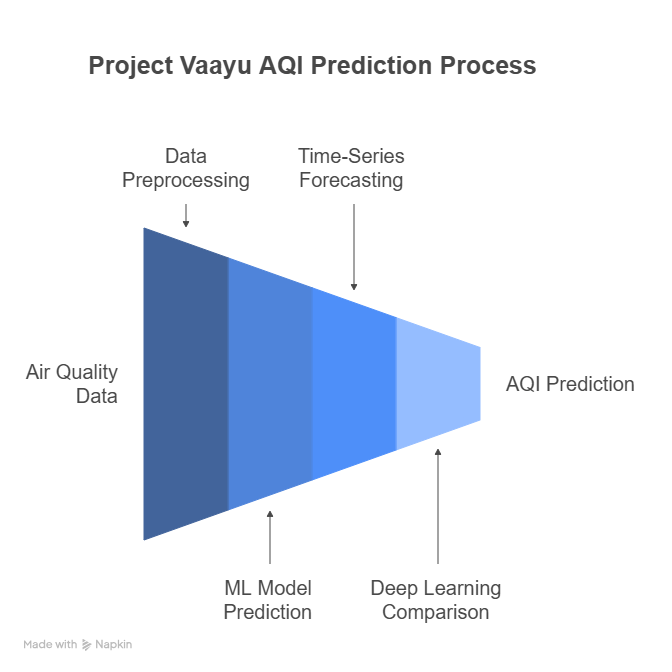 Project Vaayu AQI Prediction Process
Data
Preprocessing
Time-Series
Forecasting
Air Quality
Data
AQI Prediction
ML Model
Prediction
Deep Learning
Comparison
Made with Napkin